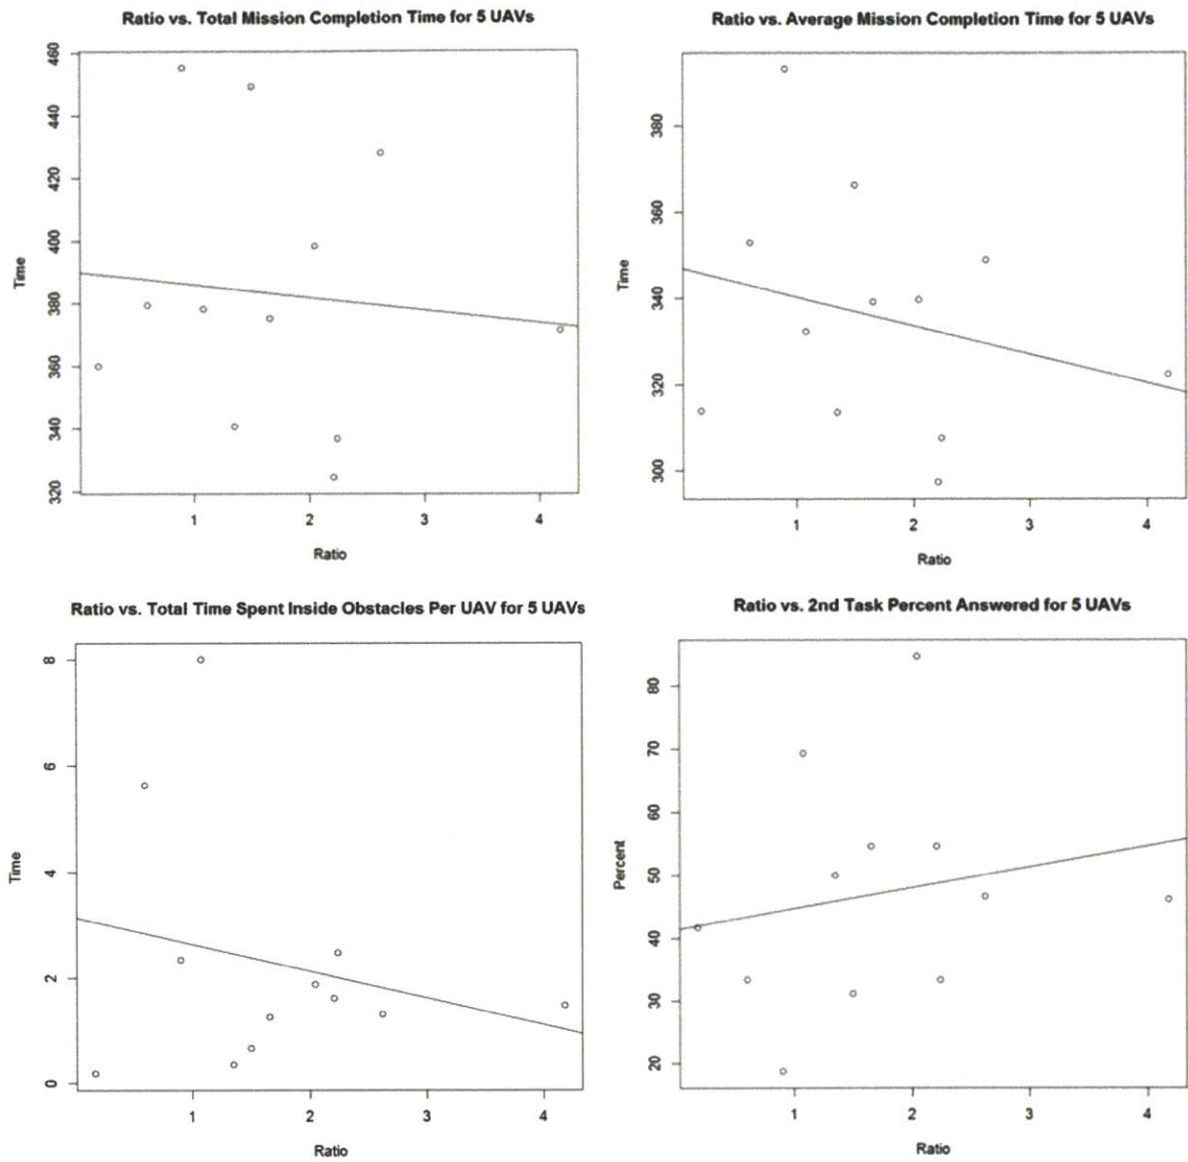 Ratio vs. Total Mission Completion Time for 5 UAVs
Time
460
440
420
400
380
360
340
320
1 2 3 4
Ratio
Ratio vs. Average Mission Completion Time for 5 UAVs
Time
380
360
340
320
300
1 2 3 4
Ratio
Ratio vs. Total Time Spent Inside Obstacles Per UAV for 5 UAVs
Time
8
6
4
2
0
1 2 3 4
Ratio
Ratio vs. 2nd Task Percent Answered for 5 UAVs
Percent
80
70
60
50
40
30
20
1 2 3 4
Ratio